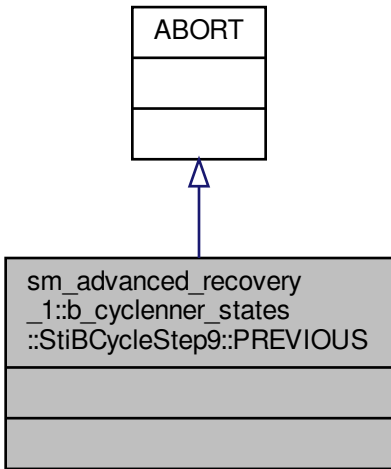 ABORT
sm_advanced_recovery
_1::b_cyclenner_states
::StiBCycleStep9::PREVIOUS